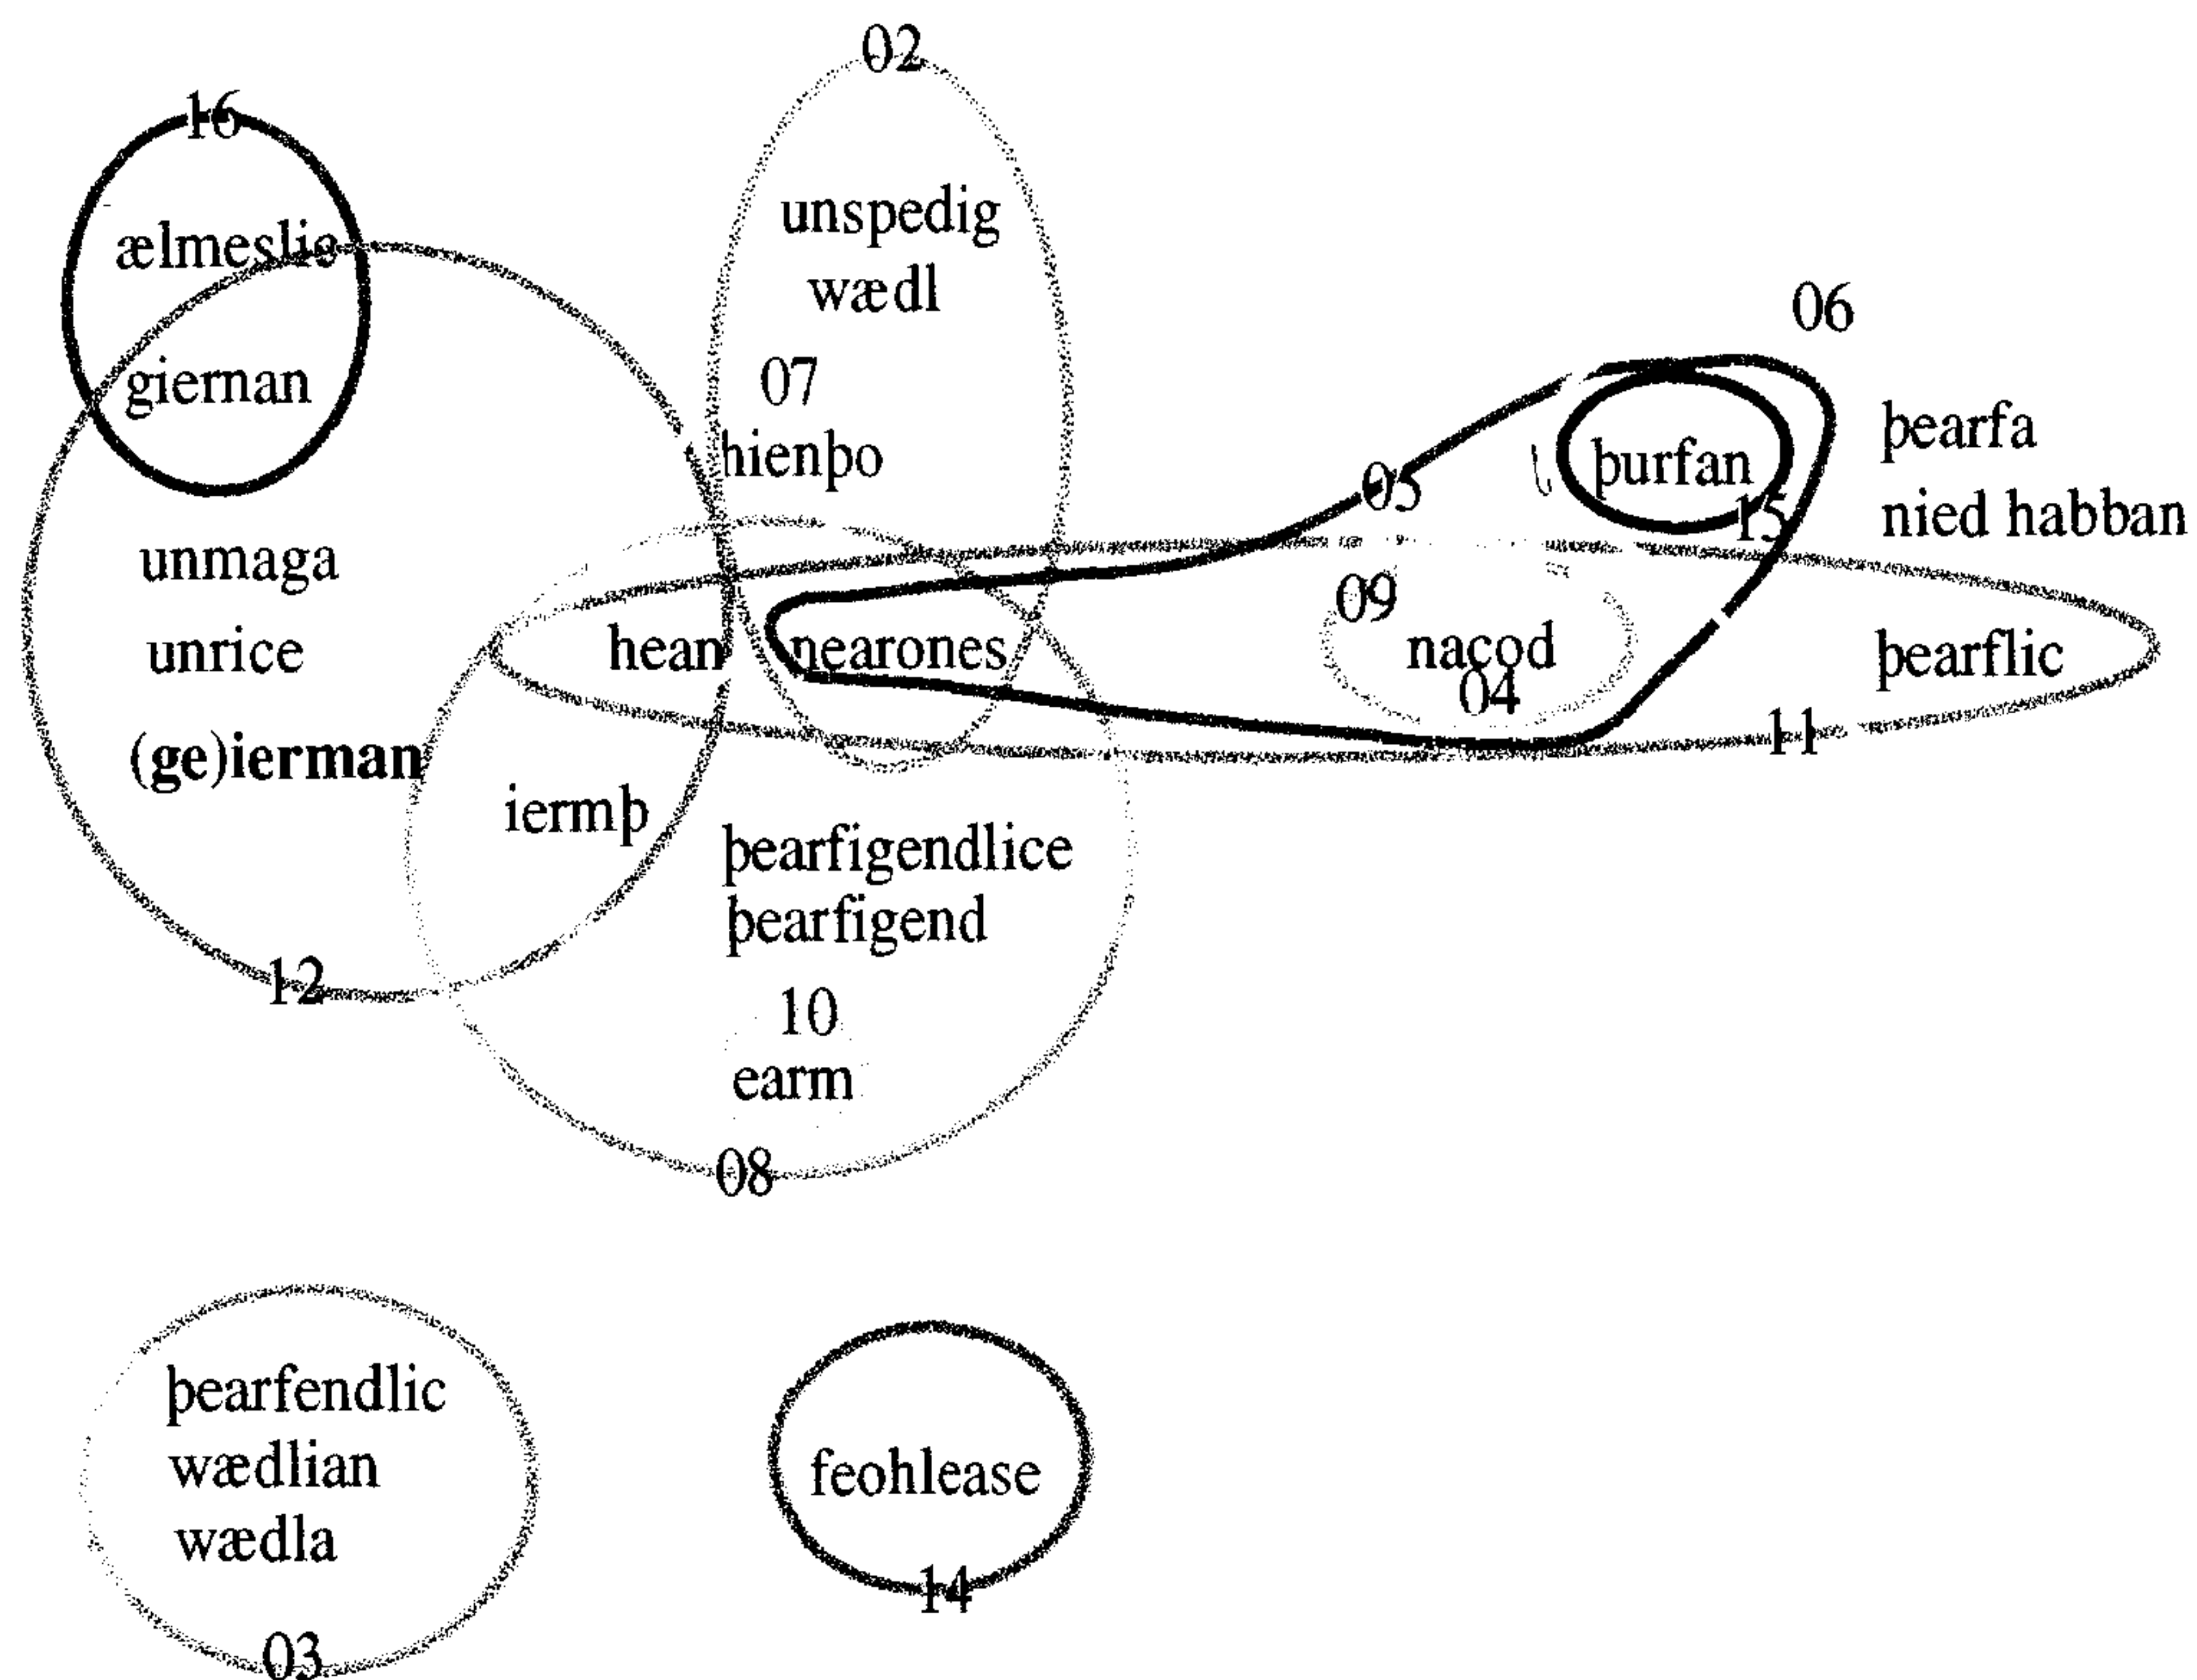 02
16
unspedig
ælmeslic
wædl
06
07
giernan
þearfa
hienþo
þurfan
05
15
nied habban
unmaga
09
unrice
hean
nearones
nacod
þearflic
04
11
(ge)ierman
iermþ
þearfigendlice
þearfigend
12
10
earm
08
þearfendlic
wædlian
feohlease
wædla
14
03